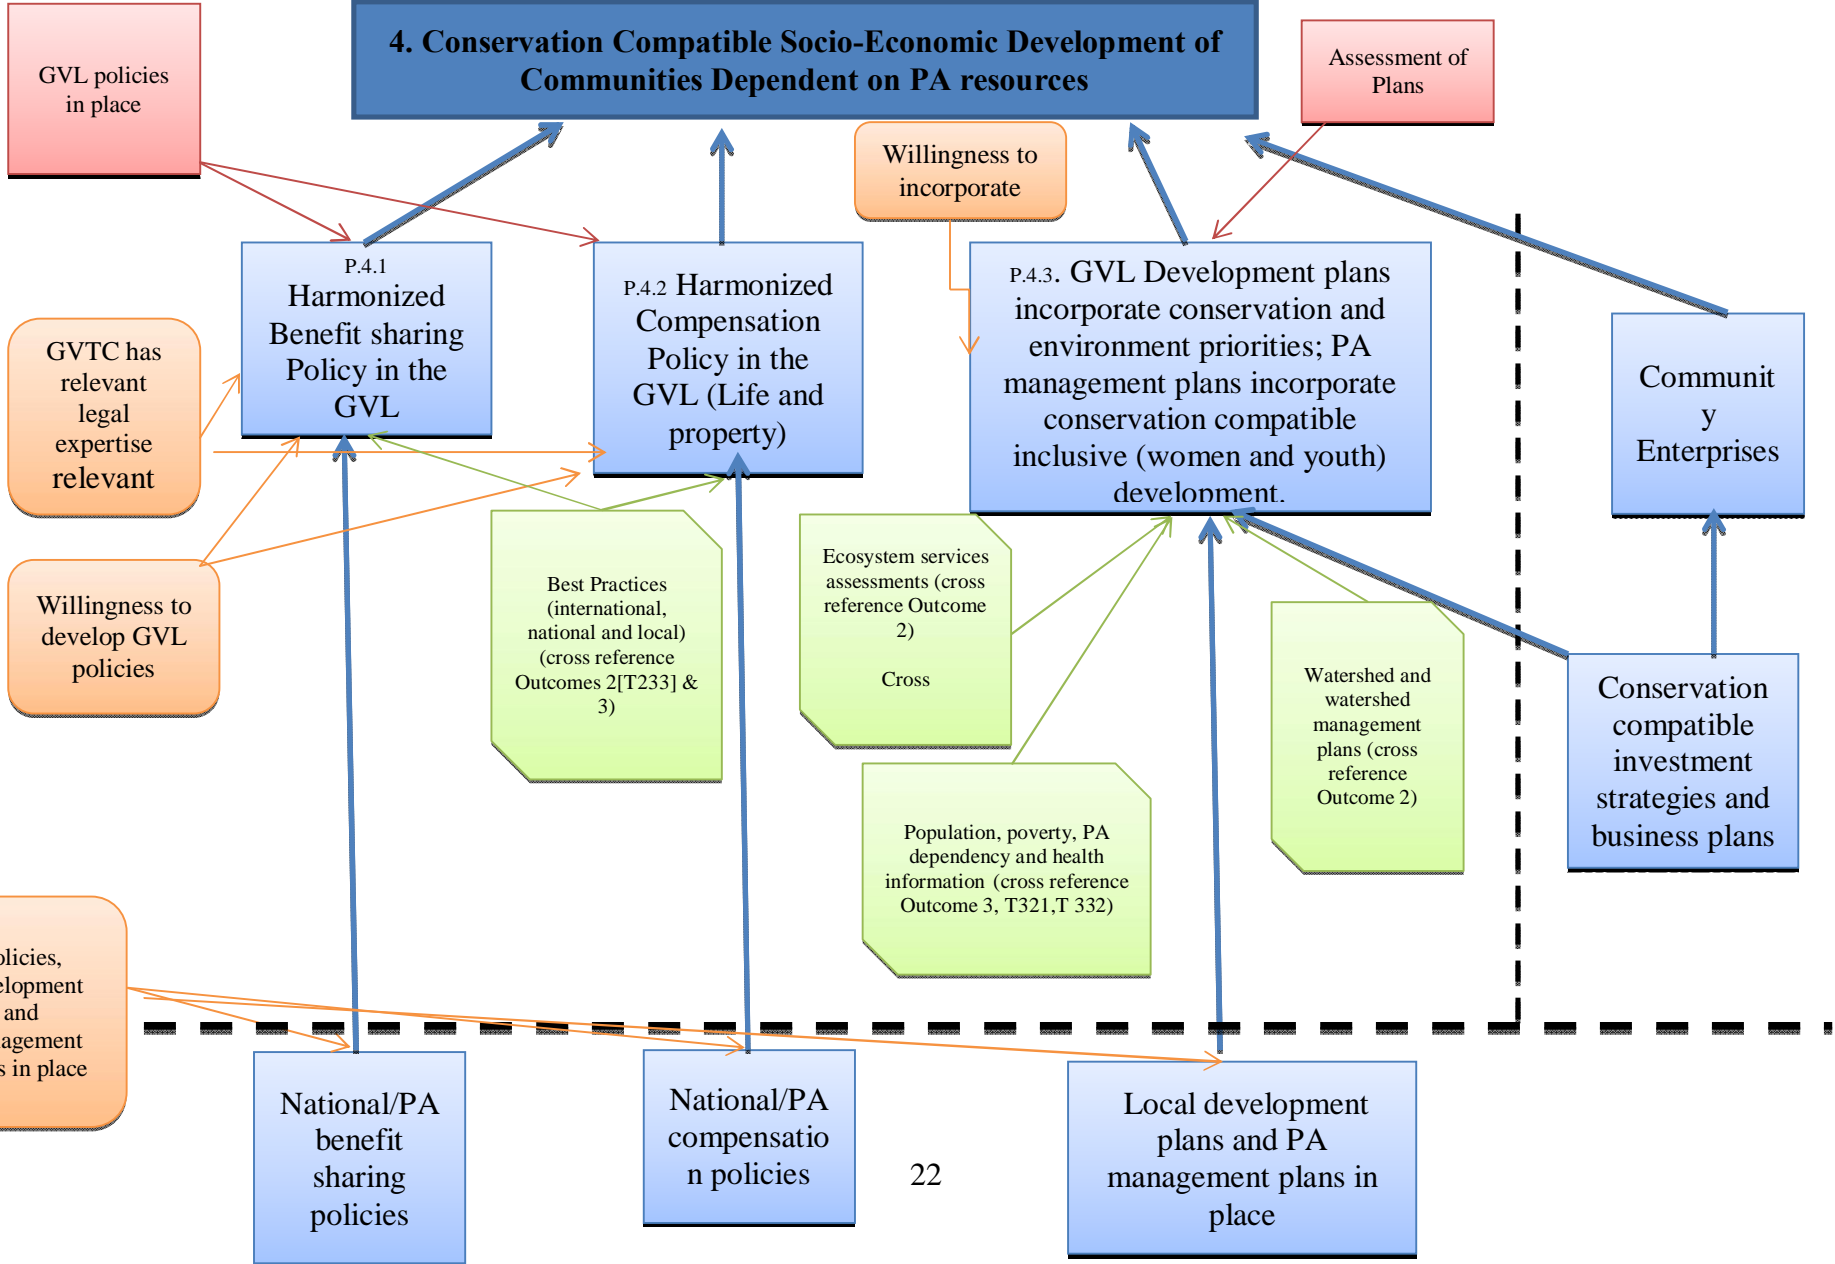 GVL policies
in place
4. Conservation Compatible Socio-Economic Development of
Communities Dependent on PA resources
Assessment of
Plans
Willingness to
incorporate
P.4.1
Harmonized
Benefit sharing
Policy in the
GVL
P.4.2 Harmonized
Compensation
Policy in the
GVL (Life and
property)
P.4.3. GVL Development plans
incorporate conservation and
environment priorities; PA
management plans incorporate
conservation compatible
inclusive (women and youth)
development.
Communit
y
Enterprises
GVTC has
relevant
legal
expertise
relevant
Willingness to
develop GVL
policies
Best Practices
(international,
national and local)
(cross reference
Outcomes 2[T233] &
3)
Ecosystem services
assessments (cross
reference Outcome
2)
Cross
Watershed and
watershed
management
plans (cross
reference
Outcome 2)
Conservation
compatible
investment
strategies and
business plans
Population, poverty, PA
dependency and health
information (cross reference
Outcome 3, T321,T 332)
olicies,
elopment
and
nagement
s in place
National/PA
benefit
sharing
policies
National/PA
compensatio
n policies
Local development
plans and PA
management plans in
place
22